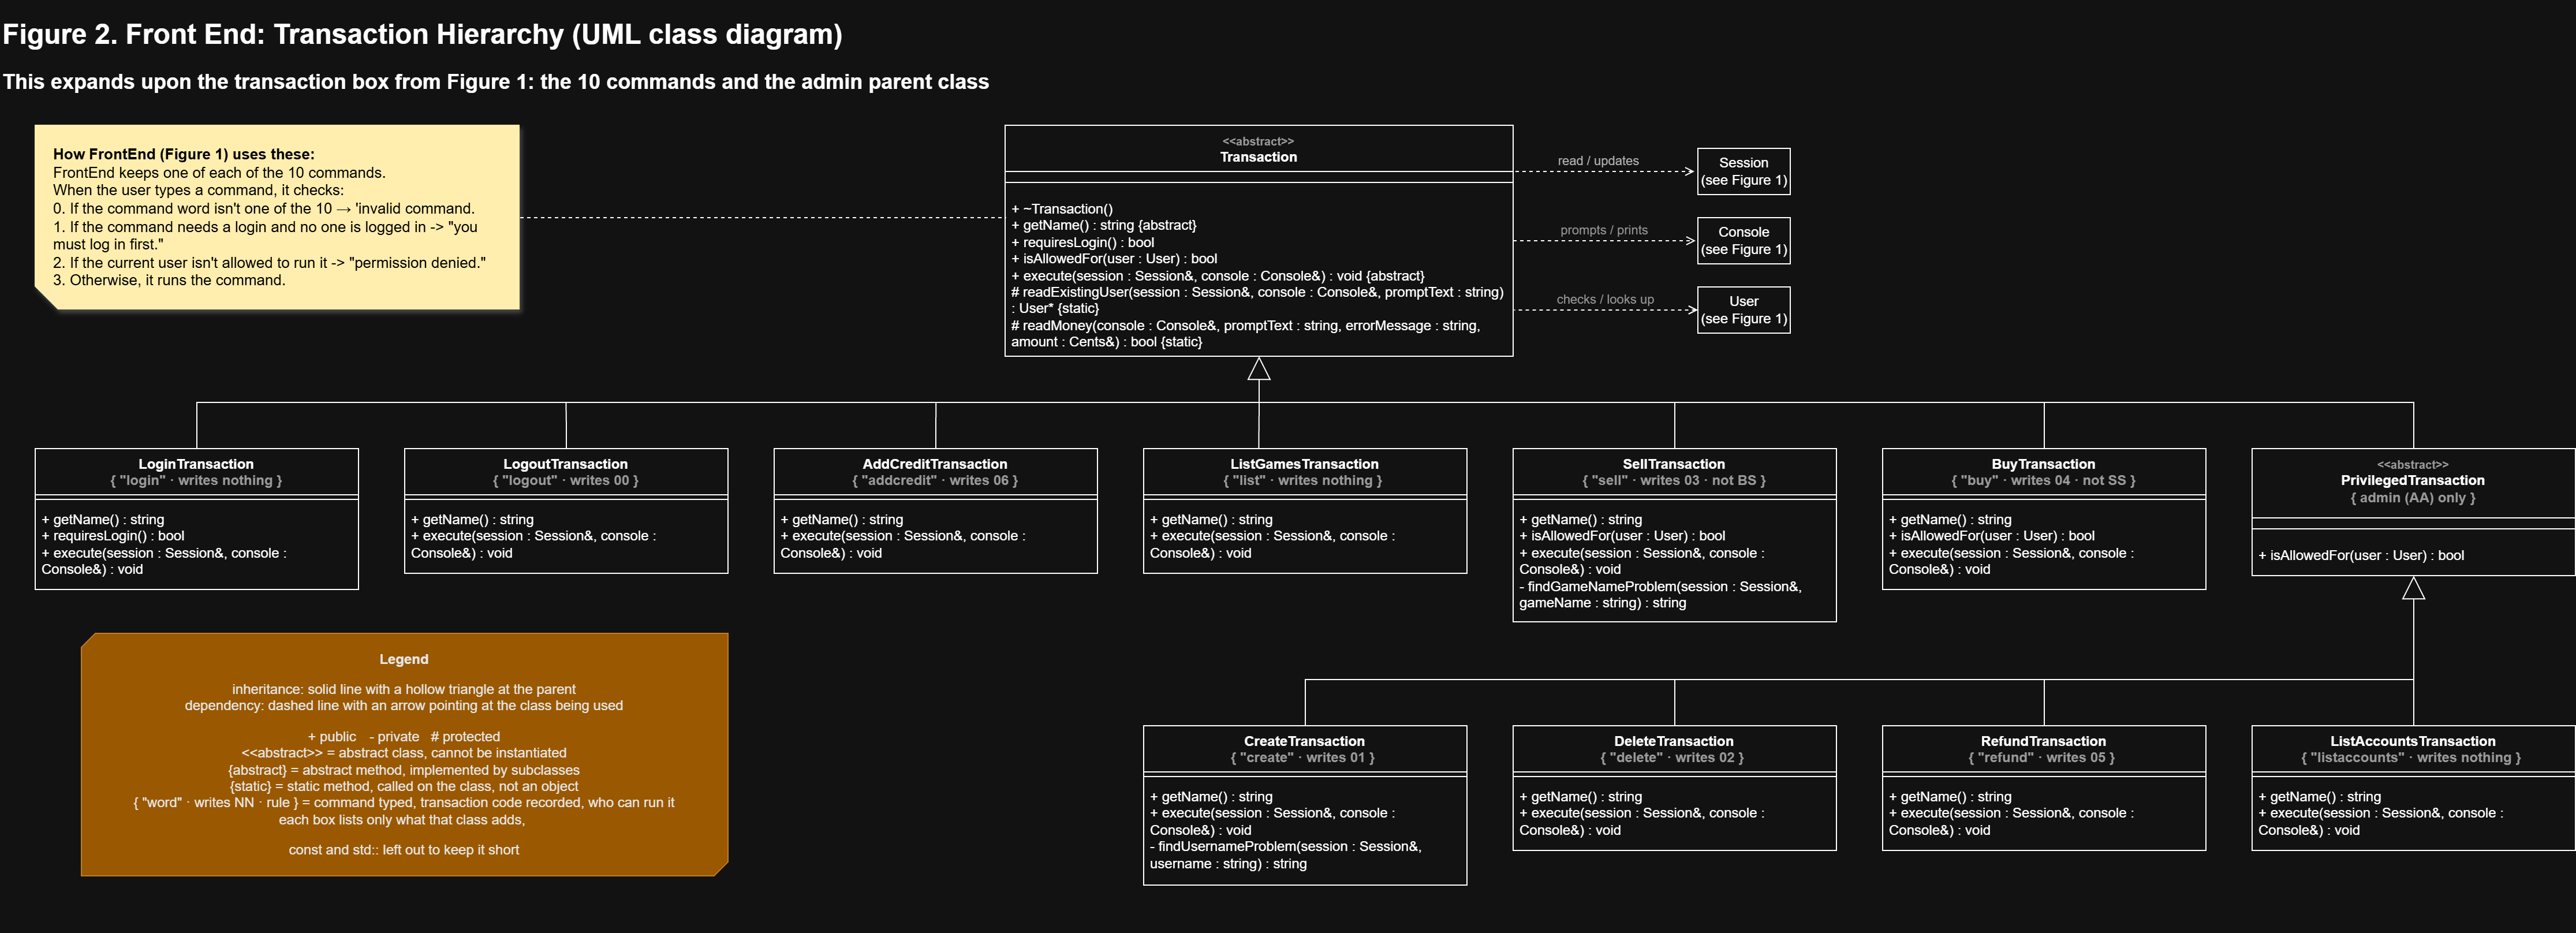 Figure 2. Front End: Transaction Hierarchy (UML class diagram)
This expands upon the transaction box from Figure 1: the 10 commands and the admin parent class
How FrontEnd (Figure 1) uses these:
FrontEnd keeps one of each of the 10 commands.
When the user types a command, it checks:
0. If the command word isn't one of the 10 → 'invalid command.
1. If the command needs a login and no one is logged in -> "you
must log in first."
2. If the current user isn't allowed to run it -> "permission denied."
3. Otherwise, it runs the command.
<<abstract>>
Transaction
+ ~Transaction()
+ getName() : string {abstract}
+ requiresLogin() : bool
+ isAllowedFor(user : User) : bool
+ execute(session : Session&, console : Console&) : void {abstract}
# readExistingUser(session : Session&, console : Console&, promptText : string)
: User* {static}
# readMoney(console : Console&, promptText : string, errorMessage : string,
amount : Cents&) : bool {static}
read / updates
Session
(see Figure 1)
prompts / prints
Console
(see Figure 1)
checks / looks up
User
(see Figure 1)
LoginTransaction
{ "login" · writes nothing }
+ getName() : string
+ requiresLogin() : bool
+ execute(session : Session&, console :
Console&) : void
LogoutTransaction
{ "logout" · writes 00 }
+ getName() : string
+ execute(session : Session&, console :
Console&) : void
AddCreditTransaction
{ "addcredit" · writes 06 }
+ getName() : string
+ execute(session : Session&, console :
Console&) : void
ListGamesTransaction
{ "list" · writes nothing }
+ getName() : string
+ execute(session : Session&, console :
Console&) : void
SellTransaction
{ "sell" · writes 03 · not BS }
+ getName() : string
+ isAllowedFor(user : User) : bool
+ execute(session : Session&, console :
Console&) : void
- findGameNameProblem(session : Session&,
gameName : string) : string
BuyTransaction
{ "buy" · writes 04 · not SS }
+ getName() : string
+ isAllowedFor(user : User) : bool
+ execute(session : Session&, console :
Console&) : void
<<abstract>>
PrivilegedTransaction
{ admin (AA) only }
+ isAllowedFor(user : User) : bool
Legend
inheritance: solid line with a hollow triangle at the parent
dependency: dashed line with an arrow pointing at the class being used
+ public - private # protected
<<abstract>> = abstract class, cannot be instantiated
{abstract} = abstract method, implemented by subclasses
{static} = static method, called on the class, not an object
{ "word" · writes NN · rule } = command typed, transaction code recorded, who can run it
each box lists only what that class adds,
const and std:: left out to keep it short
CreateTransaction
{ "create" · writes 01 }
+ getName() : string
+ execute(session : Session&, console :
Console&) : void
- findUsernameProblem(session : Session&,
username : string) : string
DeleteTransaction
{ "delete" · writes 02 }
+ getName() : string
+ execute(session : Session&, console :
Console&) : void
RefundTransaction
{ "refund" · writes 05 }
+ getName() : string
+ execute(session : Session&, console :
Console&) : void
ListAccountsTransaction
{ "listaccounts" · writes nothing }
+ getName() : string
+ execute(session : Session&, console :
Console&) : void